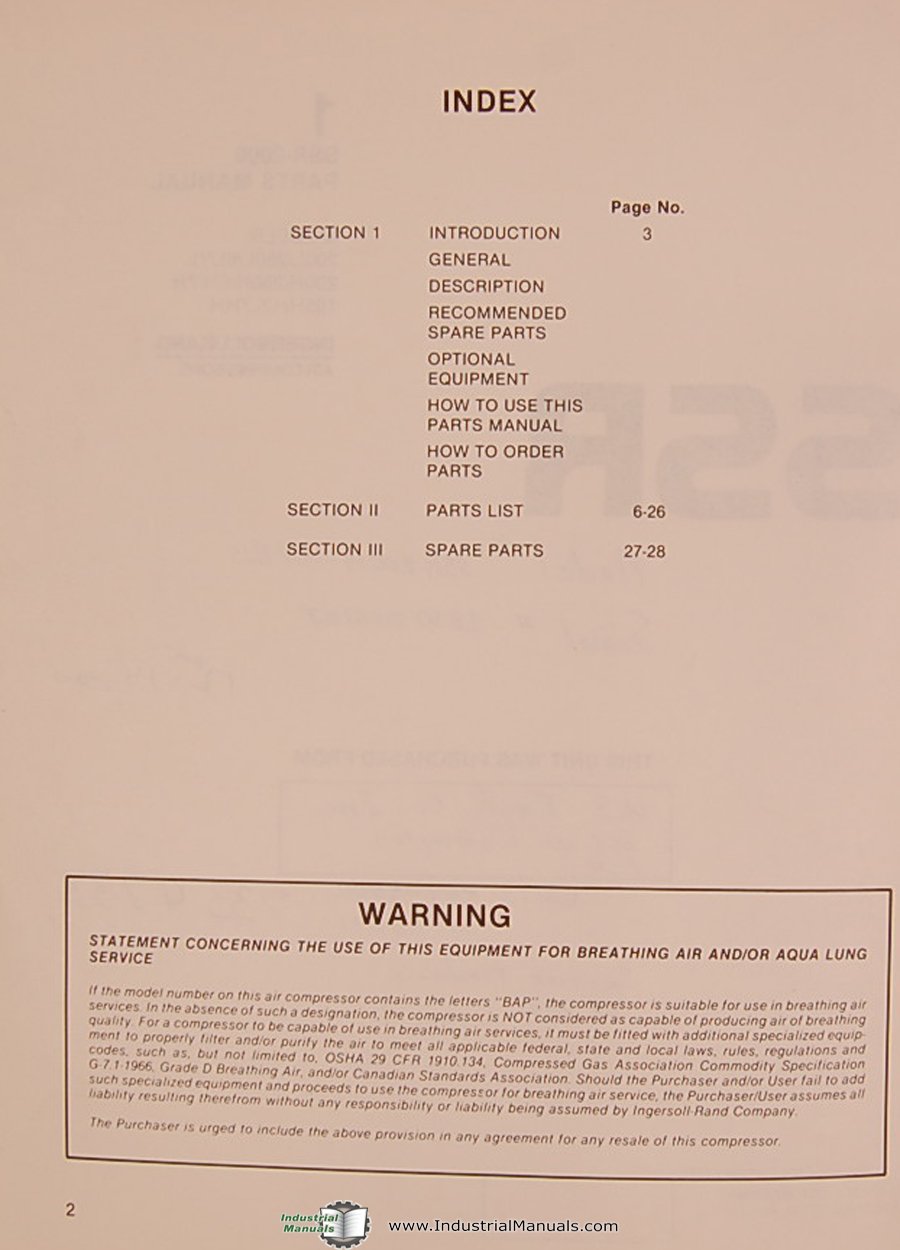 INDEX
Page No.
SECTION 1 INTRODUCTION 3
GENERAL
DESCRIPTION
RECOMMENDED
SPARE PARTS
OPTIONAL
EQUIPMENT
HOW TO USE THIS
PARTS MANUAL
HOW TO ORDER
PARTS
SECTION II PARTS LIST 6-26
SECTION III SPARE PARTS 27-28
WARNING
STATEMENT CONCERNING THE USE OF THIS EQUIPMENT FOR BREATHING AIR AND/OR AQUA LUNG
SERVICE
If the model number on this air compressor contains the letters "BAP", the compressor is suitable for use in breathing air
services. In the absence of such a designation, the compressor is NOT considered as capable of producing air of breathing
quality. For a compressor to be capable of use in breathing air services, it must be fitted with additional specialized equip-
ment to properly filter and/or purify the air to meet all applicable federal, state and local laws, rules, regulations and
codes, such as, but not limited to, OSHA 29 CFR 1910.134, Compressed Gas Association Commodity Specification
G-7.1-1966, Grade D Breathing Air, and/or Canadian Standards Association. Should the Purchaser and/or User fail to add
such specialized equipment and proceeds to use the compressor for breathing air service, the Purchaser/User assumes all
liability resulting therefrom without any responsibility or liability being assumed by Ingersoll-Rand Company.
The Purchaser is urged to include the above provision in any agreement for any resale of this compressor.
2
Industrial
Manuals
www.IndustrialManuals.com